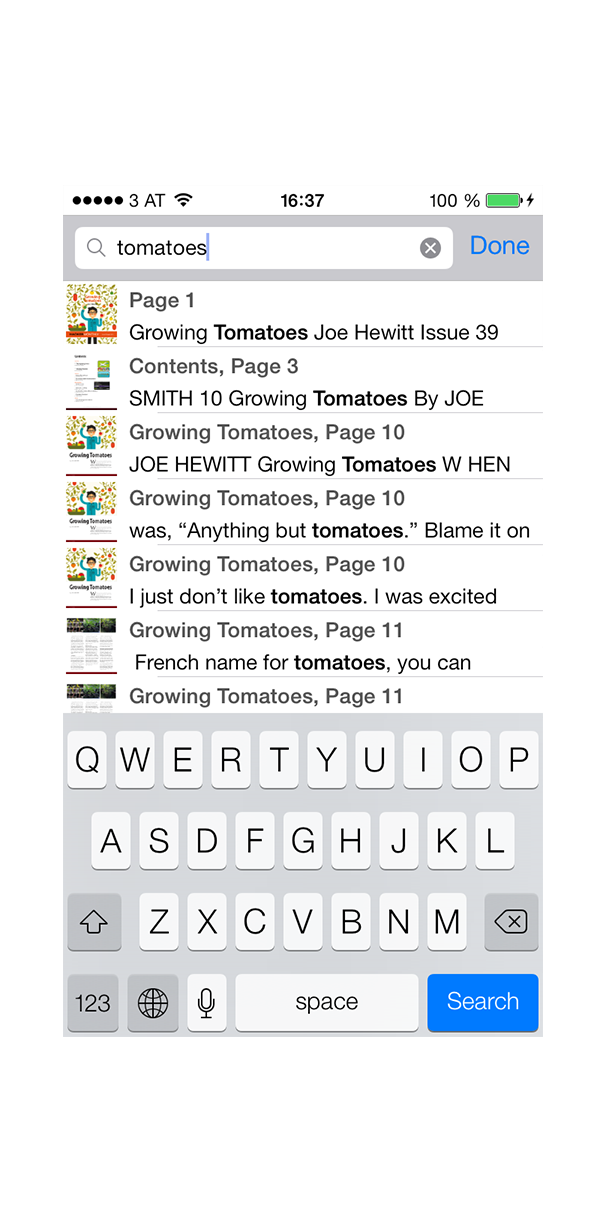 3 AT 16:37 100 %
tomatoes Done
Page 1
Growing Tomatoes Joe Hewitt Issue 39
Contents, Page 3
SMITH 10 Growing Tomatoes By JOE
Growing Tomatoes, Page 10
JOE HEWITT Growing Tomatoes W HEN
Growing Tomatoes, Page 10
was, “Anything but tomatoes.” Blame it on
Growing Tomatoes, Page 10
I just don’t like tomatoes. I was excited
Growing Tomatoes, Page 11
French name for tomatoes, you can
Growing Tomatoes, Page 11
Q W E R T Y U I O P
A S D F G H J K L
Z X C V B N M
123 space Search